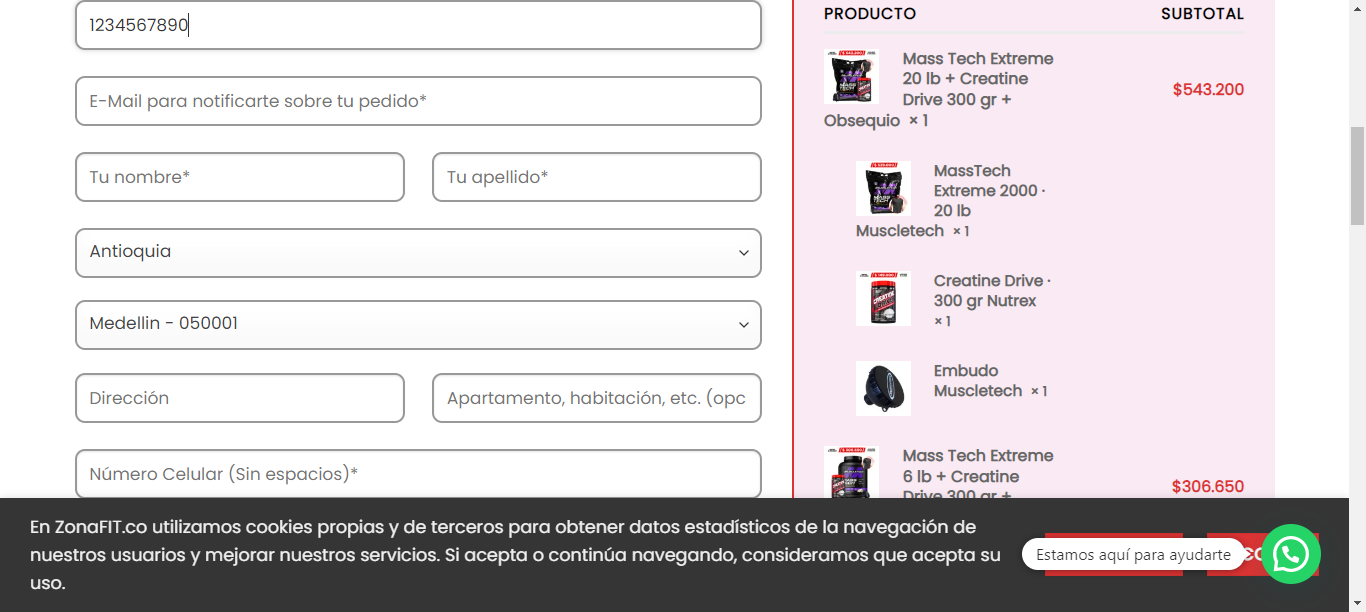 1234567890
E-Mail para notificarte sobre tu pedido*
Tu nombre*
Tu apellido*
Antioquia
Medellin - 050001
Dirección
Apartamento, habitación, etc. (opc
Número Celular (Sin espacios)*
PRODUCTO
SUBTOTAL
Mass Tech Extreme
20 lb + Creatine
Drive 300 gr +
Obsequio × 1
$543.200
MassTech
Extreme 2000 ·
20 lb
Muscletech × 1
Creatine Drive ·
300 gr Nutrex
× 1
Embudo
Muscletech × 1
Mass Tech Extreme
6 lb + Creatine
Drive 300 gr +
$306.650
En ZonaFIT.co utilizamos cookies propias y de terceros para obtener datos estadísticos de la navegación de
nuestros usuarios y mejorar nuestros servicios. Si acepta o continúa navegando, consideramos que acepta su
uso.
Estamos aquí para ayudarte